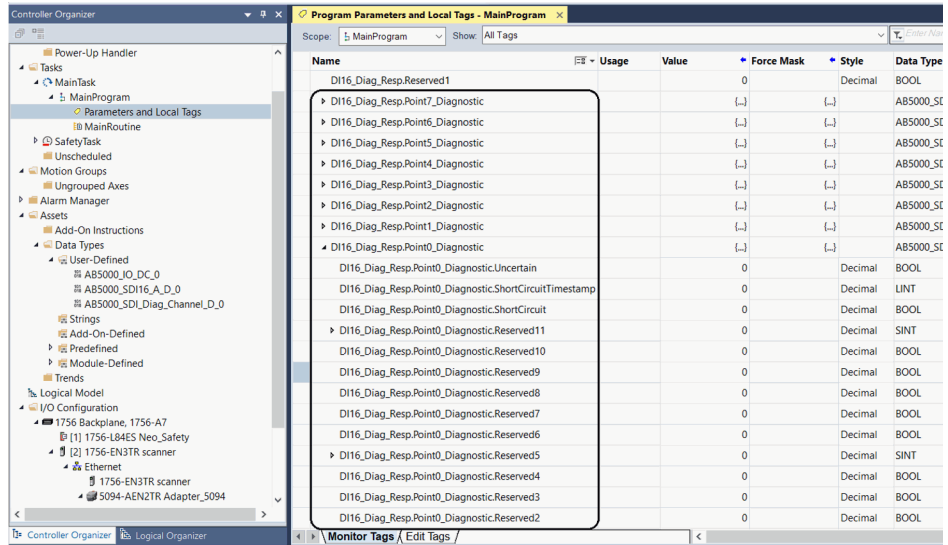 Controller Organizer
Power-Up Handler
Tasks
MainTask
MainProgram
Parameters and Local Tags
MainRoutine
SafetyTask
Unscheduled
Motion Groups
Ungrouped Axes
Alarm Manager
Assets
Add-On Instructions
Data Types
User-Defined
AB5000_IO_DC_0
AB5000_SDI16_A_D_0
AB5000_SDI_Diag_Channel_D_0
Strings
Add-On-Defined
Predefined
Module-Defined
Trends
Logical Model
I/O Configuration
1756 Backplane, 1756-A7
[1] 1756-L84ES Neo_Safety
[2] 1756-EN3TR scanner
Ethernet
1756-EN3TR scanner
5094-AEN2TR Adapter_5094
Controller Organizer Logical Organizer
Program Parameters and Local Tags - MainProgram
Scope: MainProgram Show: All Tags Enter Nam
Name Usage Value Force Mask Style Data Type
DI16_Diag_Resp.Reserved1 0 Decimal BOOL
DI16_Diag_Resp.Point7_Diagnostic {...} {...} AB5000_SD
DI16_Diag_Resp.Point6_Diagnostic {...} {...} AB5000_SD
DI16_Diag_Resp.Point5_Diagnostic {...} {...} AB5000_SD
DI16_Diag_Resp.Point4_Diagnostic {...} {...} AB5000_SD
DI16_Diag_Resp.Point3_Diagnostic {...} {...} AB5000_SD
DI16_Diag_Resp.Point2_Diagnostic {...} {...} AB5000_SD
DI16_Diag_Resp.Point1_Diagnostic {...} {...} AB5000_SD
DI16_Diag_Resp.Point0_Diagnostic {...} {...} AB5000_SD
DI16_Diag_Resp.Point0_Diagnostic.Uncertain 0 Decimal BOOL
DI16_Diag_Resp.Point0_Diagnostic.ShortCircuitTimestamp 0 Decimal LINT
DI16_Diag_Resp.Point0_Diagnostic.ShortCircuit 0 Decimal BOOL
DI16_Diag_Resp.Point0_Diagnostic.Reserved11 0 Decimal SINT
DI16_Diag_Resp.Point0_Diagnostic.Reserved10 0 Decimal BOOL
DI16_Diag_Resp.Point0_Diagnostic.Reserved9 0 Decimal BOOL
DI16_Diag_Resp.Point0_Diagnostic.Reserved8 0 Decimal BOOL
DI16_Diag_Resp.Point0_Diagnostic.Reserved7 0 Decimal BOOL
DI16_Diag_Resp.Point0_Diagnostic.Reserved6 0 Decimal BOOL
DI16_Diag_Resp.Point0_Diagnostic.Reserved5 0 Decimal SINT
DI16_Diag_Resp.Point0_Diagnostic.Reserved4 0 Decimal BOOL
DI16_Diag_Resp.Point0_Diagnostic.Reserved3 0 Decimal BOOL
DI16_Diag_Resp.Point0_Diagnostic.Reserved2 0 Decimal BOOL
Monitor Tags Edit Tags